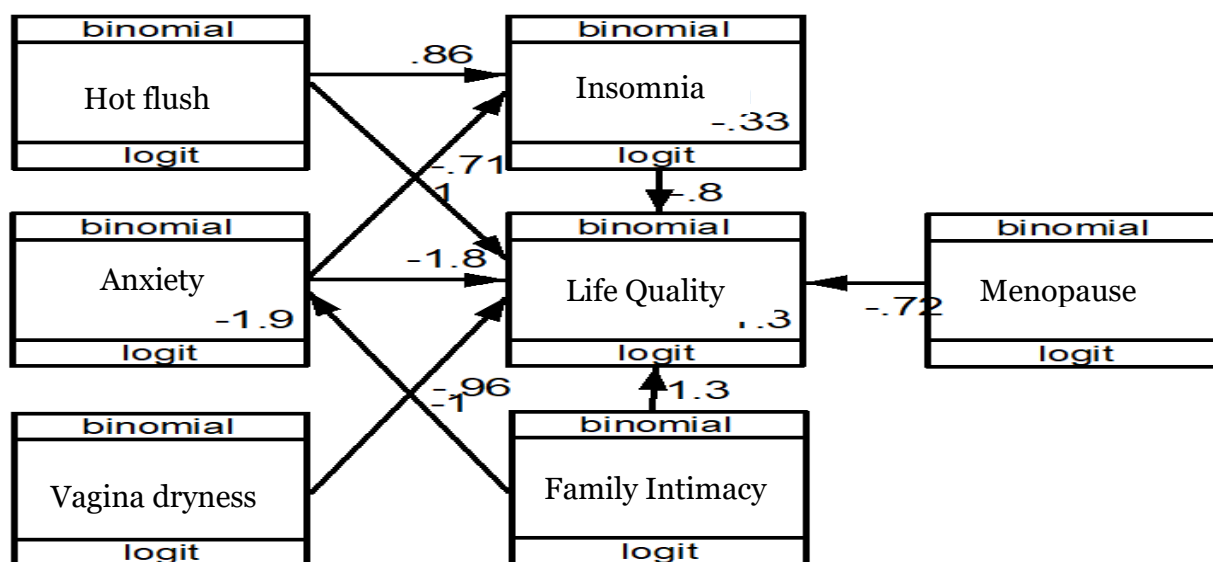 binomial
Hot flush
logit
.86
binomial
Insomnia
-.33
logit
-.71
1
-.8
binomial
Anxiety
-1.9
logit
-1.8
binomial
Life Quality
logit
binomial
Menopause
logit
-.72
-.96
-1
1.3
binomial
Vagina dryness
logit
binomial
Family Intimacy
logit